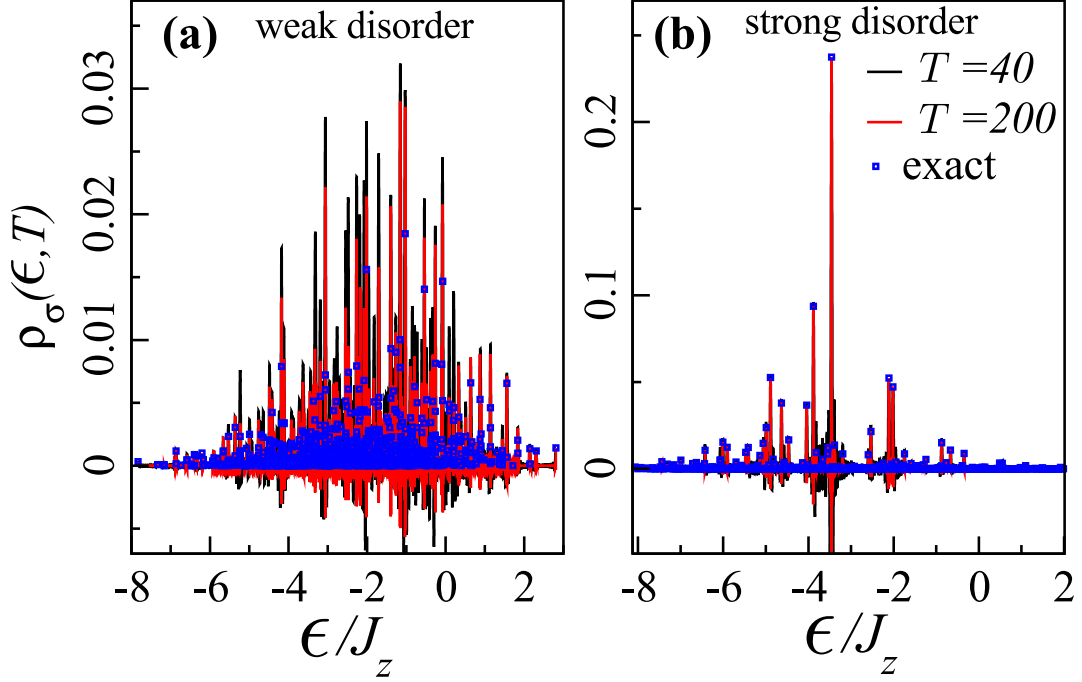 (a) weak disorder
0.03
0.02
0.01
0
ρσ(ϵ,T)
-8 -6 -4 -2 0 2
ϵ/Jz
(b) strong disorder
T =40
T =200
exact
0.2
0.1
0
-8 -6 -4 -2 0 2
ϵ/Jz